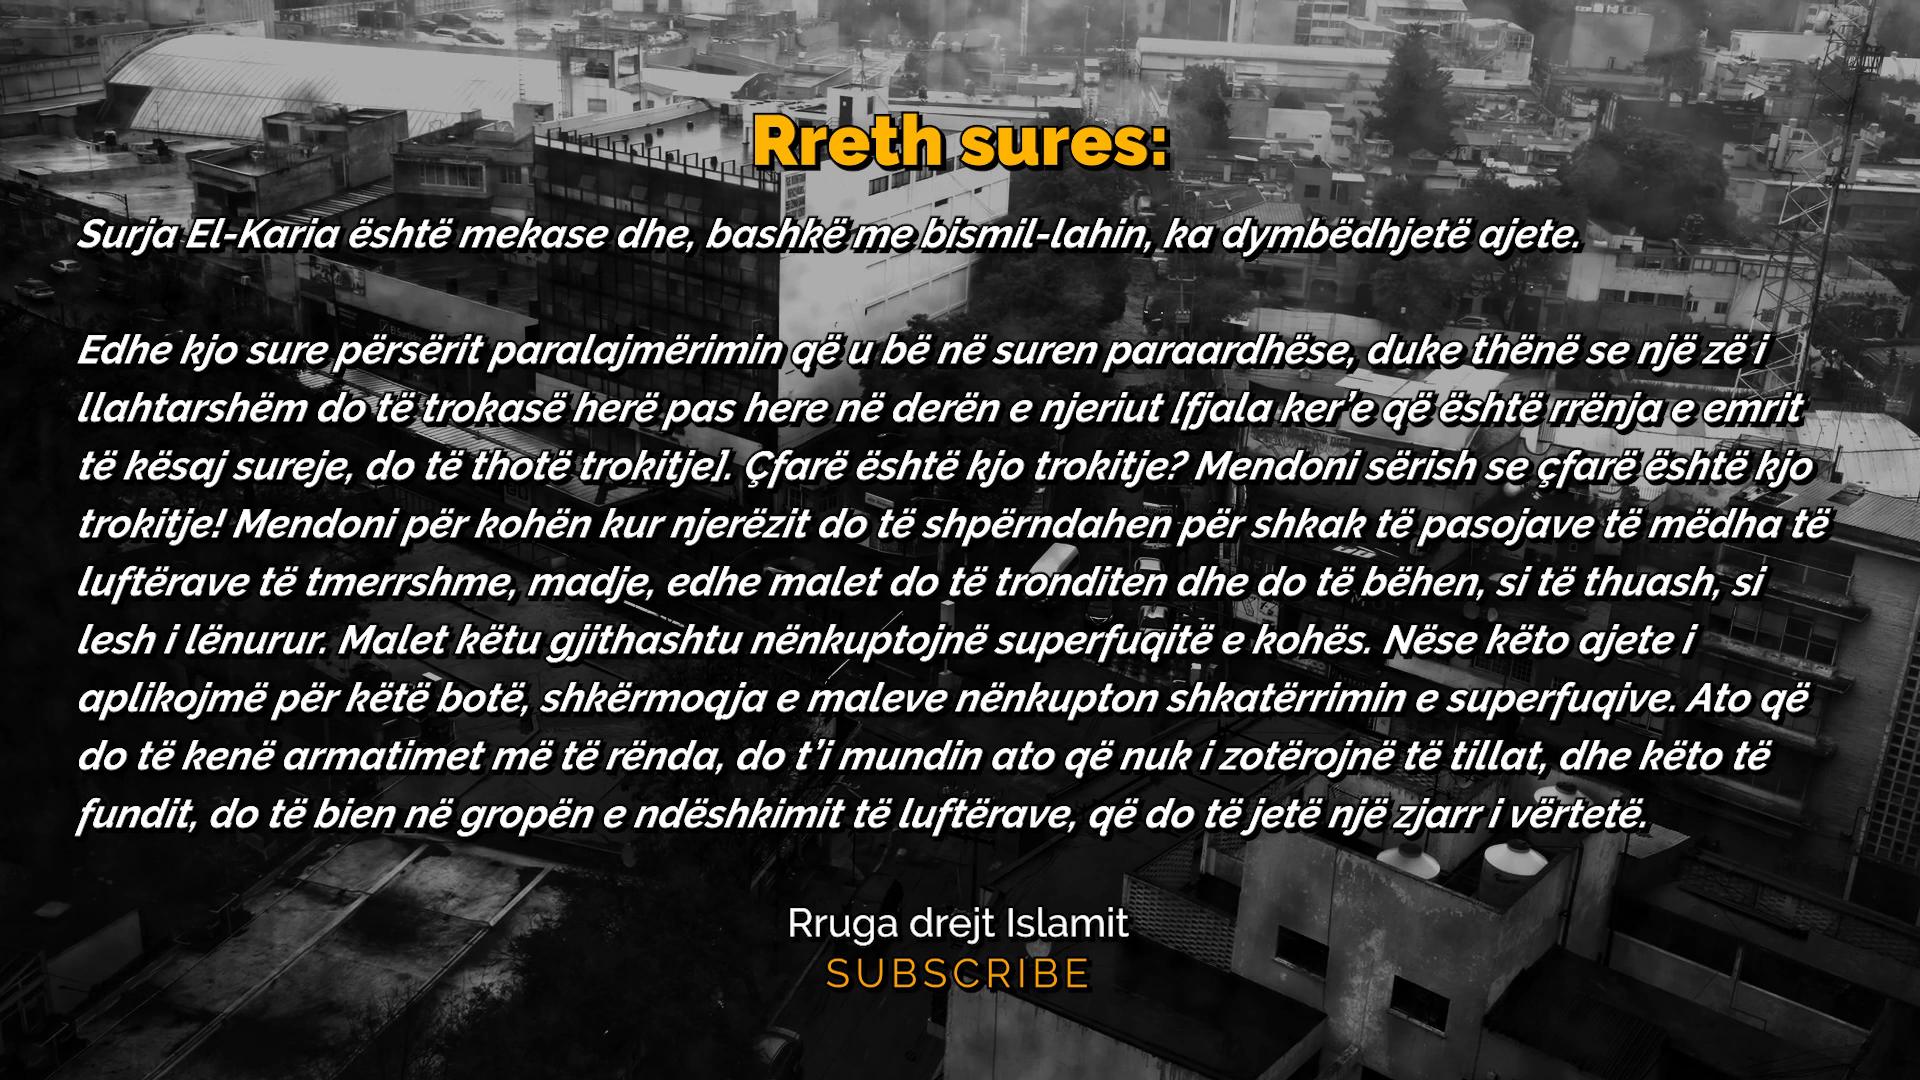 Rreth sures:
Surja El-Karia është mekase dhe, bashkë me bismil-lahin, ka dymbëdhjetë ajete.
Edhe kjo sure përsërit paralajmërimin që u bë në suren paraardhëse, duke thënë se një zë i
llahtarshëm do të trokasë herë pas here në derën e njeriut [fjala ker’e që është rrënja e emrit
të kësaj sureje, do të thotë trokitje]. Çfarë është kjo trokitje? Mendoni sërish se çfarë është kjo
trokitje! Mendoni për kohën kur njerëzit do të shpërndahen për shkak të pasojave të mëdha të
luftërave të tmerrshme, madje, edhe malet do të tronditen dhe do të bëhen, si të thuash, si
lesh i lënurur. Malet këtu gjithashtu nënkuptojnë superfuqitë e kohës. Nëse këto ajete i
aplikojmë për këtë botë, shkërmoqja e maleve nënkupton shkatërrimin e superfuqive. Ato që
do të kenë armatimet më të rënda, do t’i mundin ato që nuk i zotërojnë të tillat, dhe këto të
fundit, do të bien në gropën e ndëshkimit të luftërave, që do të jetë një zjarr i vërtetë.
Rruga drejt Islamit
SUBSCRIBE